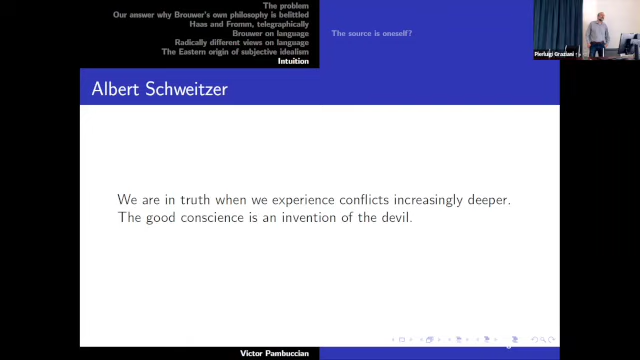 The problem
Our answer why Brouwer's own philosophy is belittled
Haas and Fromm, telegraphically
Brouwer on language
Radically different views on language
The Eastern origin of subjective idealism
Intuition
The source is oneself?
Pierluigi Graziani
Albert Schweitzer
We are in truth when we experience conflicts increasingly deeper.
The good conscience is an invention of the devil.
Victor Pambuccian